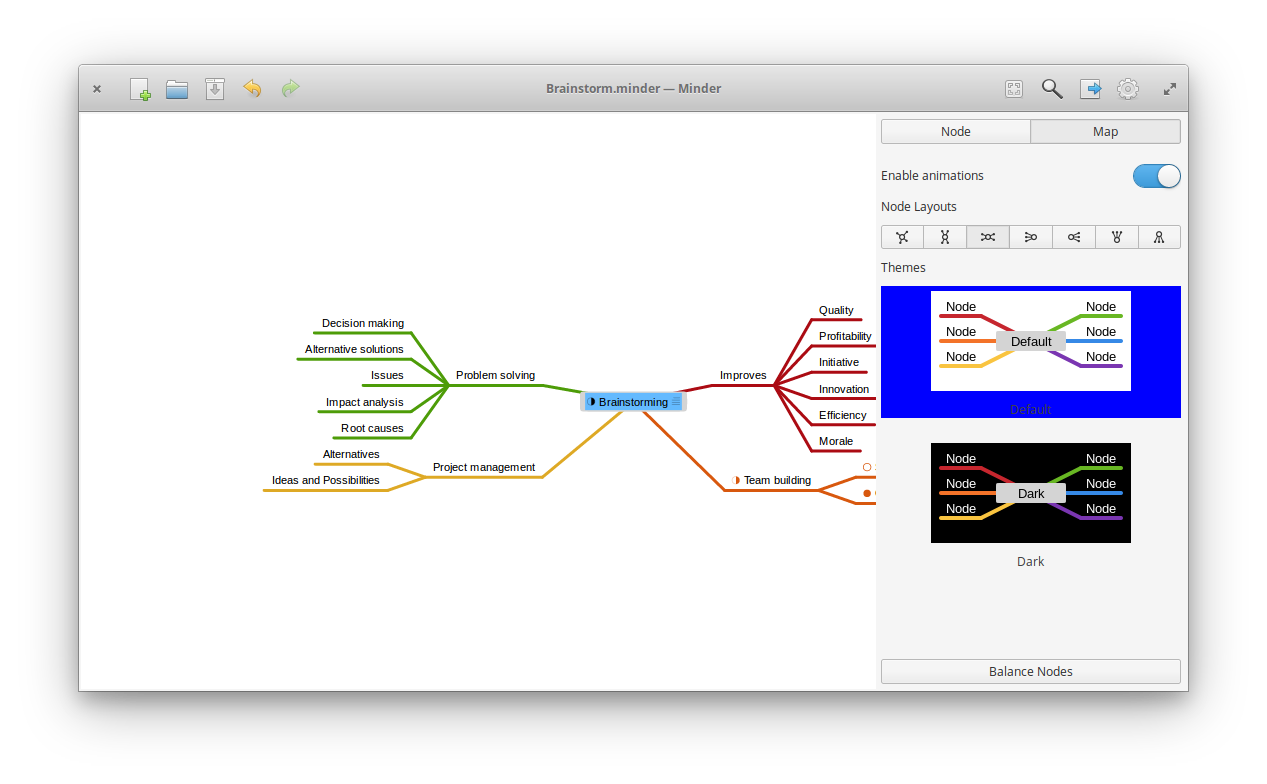 Brainstorm.minder — Minder
Node
Map
Enable animations
Node Layouts
Themes
Node
Node
Node
Default
Node
Node
Node
Default
Node
Node
Node
Dark
Node
Node
Node
Dark
Balance Nodes
Decision making
Alternative solutions
Issues
Impact analysis
Root causes
Problem solving
Alternatives
Ideas and Possibilities
Project management
Brainstorming
Improves
Quality
Profitability
Initiative
Innovation
Efficiency
Morale
Team building